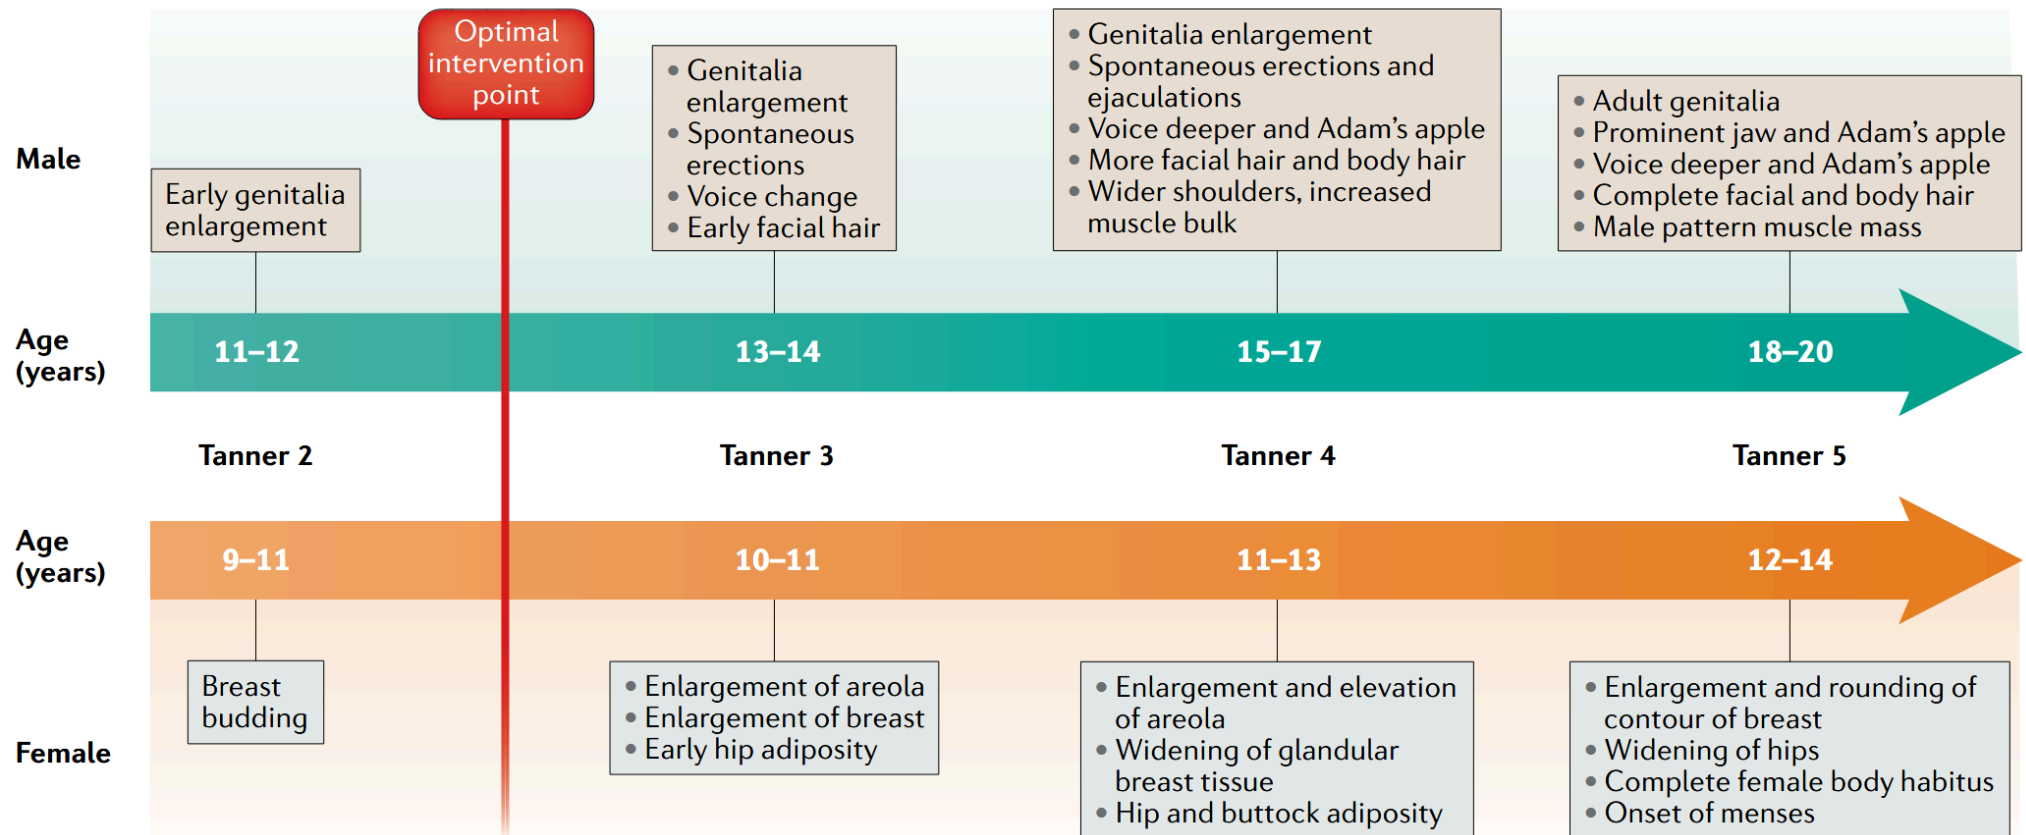 Optimal
intervention
point
Male
Early genitalia
enlargement
• Genitalia
enlargement
• Spontaneous
erections
• Voice change
• Early facial hair
• Genitalia enlargement
• Spontaneous erections and
ejaculations
• Voice deeper and Adam's apple
• More facial hair and body hair
• Wider shoulders, increased
muscle bulk
• Adult genitalia
• Prominent jaw and Adam's apple
• Voice deeper and Adam's apple
• Complete facial and body hair
• Male pattern muscle mass
Age
(years)
11–12
13–14
15–17
18–20
Tanner 2
Tanner 3
Tanner 4
Tanner 5
Age
(years)
9–11
10–11
11–13
12–14
Female
Breast
budding
• Enlargement of areola
• Enlargement of breast
• Early hip adiposity
• Enlargement and elevation
of areola
• Widening of glandular
breast tissue
• Hip and buttock adiposity
• Enlargement and rounding of
contour of breast
• Widening of hips
• Complete female body habitus
• Onset of menses